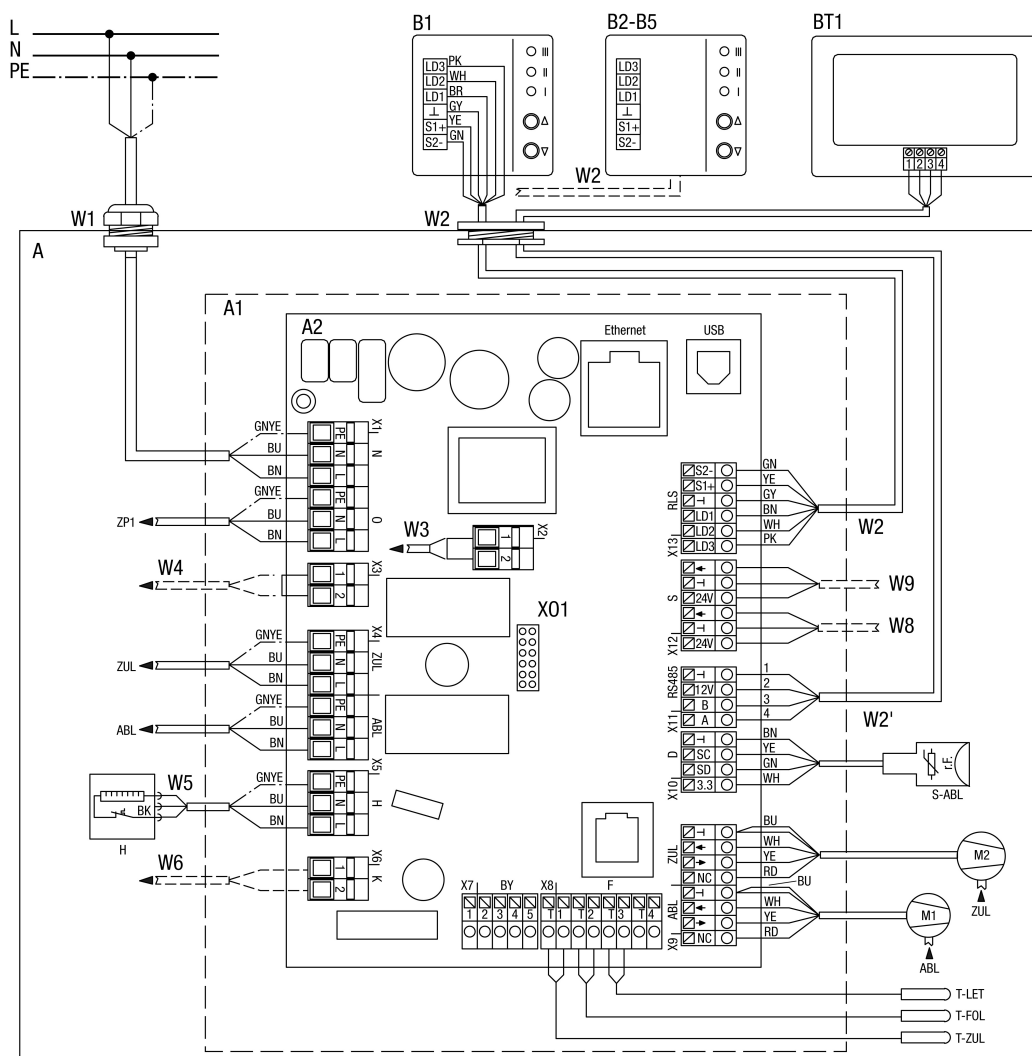 L
N
PE
B1
B2-B5
BT1
LD3 PK
LD2 WH
LD1 BR
⊥ GY
S1+ YE
S2- GN
III
II
I
LD3
LD2
LD1
⊥
S1+
S2-
III
II
I
1 2 3 4
W2
W1
W2
A
A1
A2
Ethernet
USB
X1
GNYE PE
BU N
BN L
N
GNYE PE
BU N
BN L
O
ZP1
W3
1
2
X2
W4
1
2
X3
X01
X4
GNYE PE
BU N
BN L
ZUL
ZUL
GNYE PE
BU N
BN L
ABL
ABL
X5
W5
BK
H
GNYE PE
BU N
BN L
H
W6
1
2
X6
K
RLS
X13
S2- GN
S1+ YE
⊥ GY
LD1 BN
LD2 WH
LD3 PK
W2
S
X12
⊥
24V
W9
⊥
24V
W8
RS485
X11
⊥ 1
12V 2
B 3
A 4
W2'
D
X10
⊥ BN
SC YE
SD GN
3.3 WH
r.F.
S-ABL
ZUL
⊥ BU
WH
YE
NC RD
M2
ZUL
ABL
X9
⊥ BU
WH
YE
NC RD
M1
ABL
X7 BY
1 2 3 4 5
X8 F
T 1 T 2 T 3 T 4
T-LET
T-FOL
T-ZUL